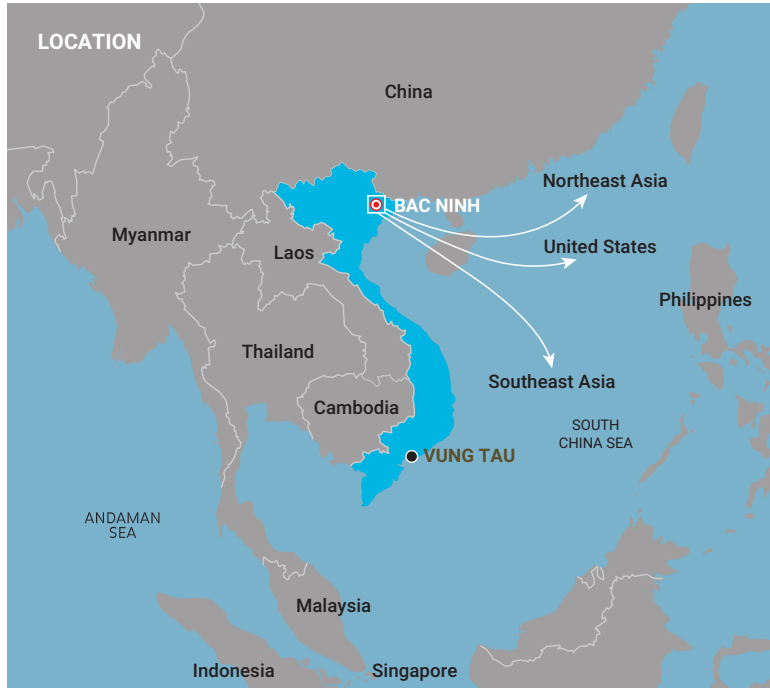 LOCATION
China
Northeast Asia
BAC NINH
Myanmar
United States
Laos
Philippines
Thailand
Southeast Asia
Cambodia
SOUTH
CHINA SEA
VUNG TAU
ANDAMAN
SEA
Malaysia
Indonesia
Singapore